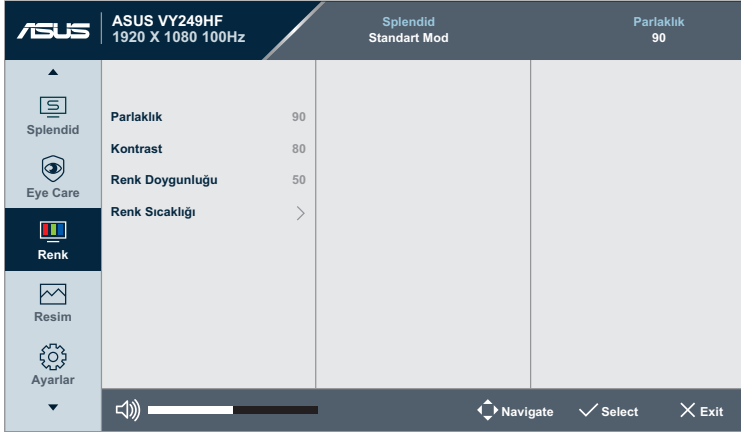 ASUS
ASUS VY249HF
1920 X 1080 100Hz
Splendid
Standart Mod
Parlaklık
90
Splendid
Eye Care
Renk
Resim
Ayarlar
Parlaklık 90
Kontrast 80
Renk Doygunluğu 50
Renk Sıcaklığı
Navigate
Select
Exit